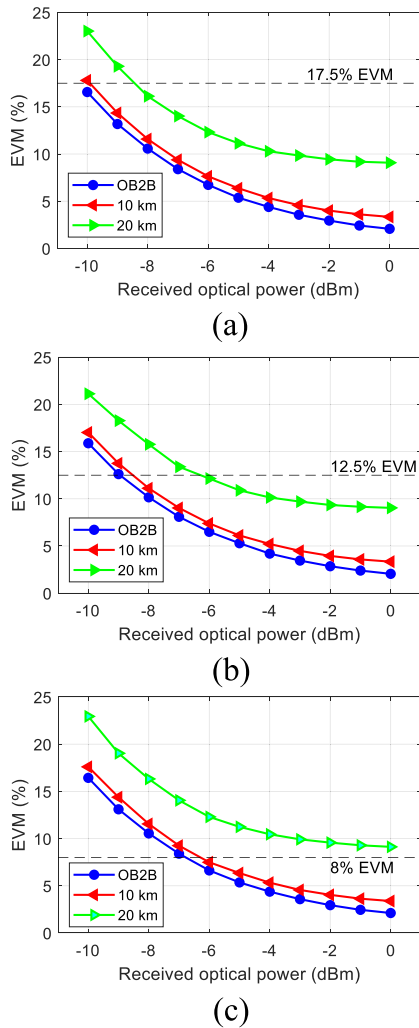 25
20
15
10
5
0
EVM (%)
17.5% EVM
OB2B
10 km
20 km
-10 -8 -6 -4 -2 0
Received optical power (dBm)
(a)
25
20
15
10
5
0
EVM (%)
12.5% EVM
OB2B
10 km
20 km
-10 -8 -6 -4 -2 0
Received optical power (dBm)
(b)
25
20
15
10
5
0
EVM (%)
8% EVM
OB2B
10 km
20 km
-10 -8 -6 -4 -2 0
Received optical power (dBm)
(c)